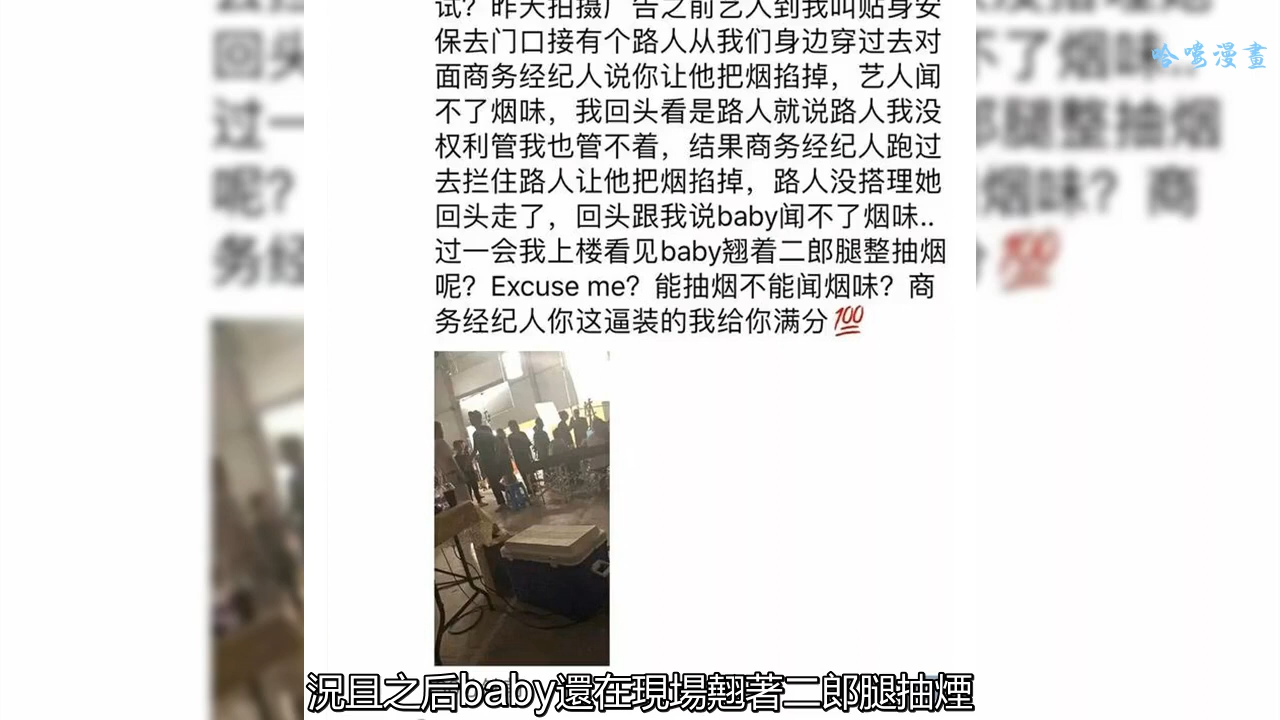 试？昨天拍摄广告之前艺人到我叫贴身安
保去门口接有个路人从我们身边穿过去对
面商务经纪人说你让他把烟掐掉，艺人闻
不了烟味，我回头看是路人就说路人我没
权利管我也管不着，结果商务经纪人跑过
去拦住路人让他把烟掐掉，路人没搭理她
回头走了，回头跟我说baby闻不了烟味..
过一会我上楼看见baby翘着二郎腿整抽烟
呢？Excuse me？能抽烟不能闻烟味？商
务经纪人你这逼装的我给你满分💯
哈嘍漫畫
況且之后baby還在現場翹著二郎腿抽煙